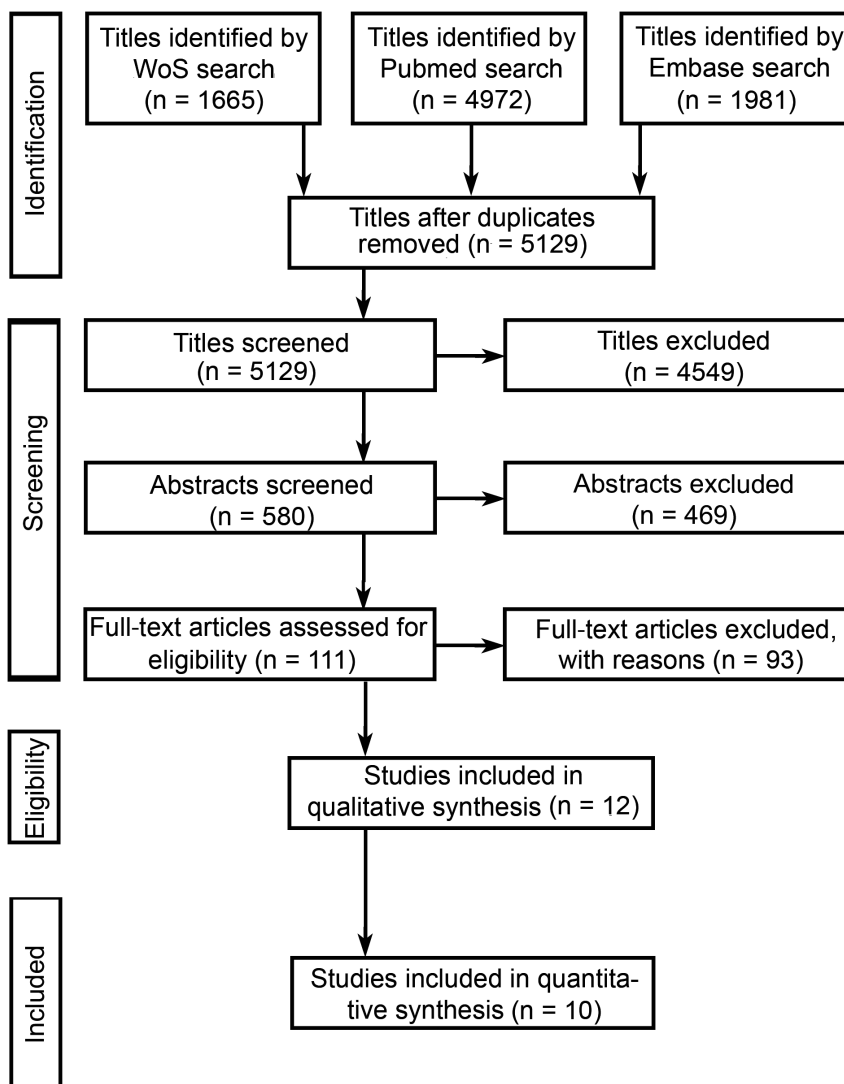 Identification
Titles identified by
WoS search
(n = 1665)
Titles identified by
Pubmed search
(n = 4972)
Titles identified by
Embase search
(n = 1981)
Titles after duplicates
removed (n = 5129)
Screening
Titles screened
(n = 5129)
Titles excluded
(n = 4549)
Abstracts screened
(n = 580)
Abstracts excluded
(n = 469)
Full-text articles assessed for
eligibility (n = 111)
Full-text articles excluded,
with reasons (n = 93)
Eligibility
Studies included in
qualitative synthesis (n = 12)
Included
Studies included in quantita-
tive synthesis (n = 10)